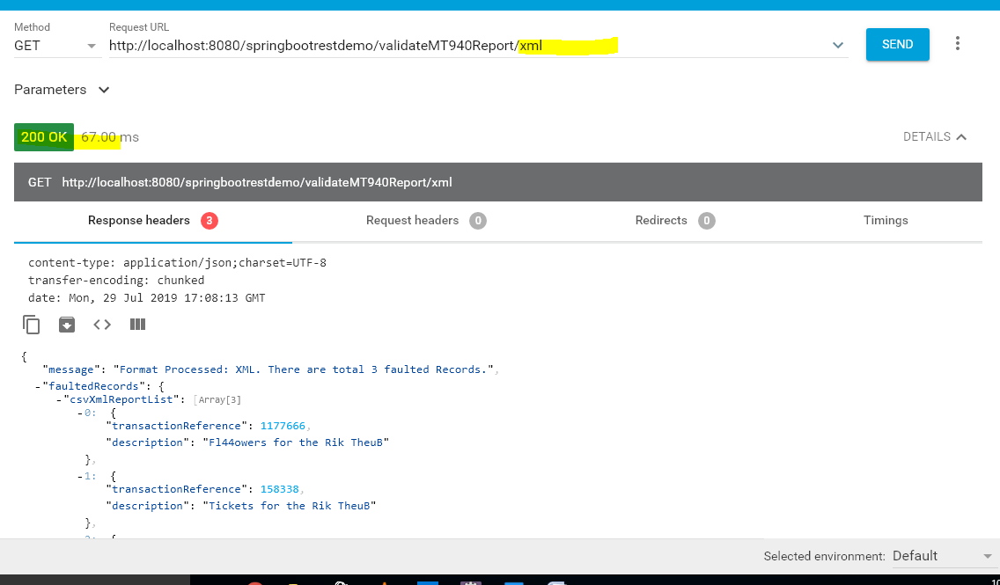 Method
Request URL
GET
http://localhost:8080/springbootrestdemo/validateMT940Report/xml
SEND
Parameters
200 OK 67.00 ms
DETAILS
GET http://localhost:8080/springbootrestdemo/validateMT940Report/xml
Response headers 3 Request headers 0 Redirects 0 Timings
content-type: application/json;charset=UTF-8
transfer-encoding: chunked
date: Mon, 29 Jul 2019 17:08:13 GMT
{
"message": "Format Processed: XML. There are total 3 faulted Records.",
-"faultedRecords": {
-"csvXmlReportList": [Array[3]
-0: {
"transactionReference": 1177666,
"description": "Fl44owers for the Rik TheuB"
},
-1: {
"transactionReference": 158338,
"description": "Tickets for the Rik TheuB"
},
Selected environment: Default